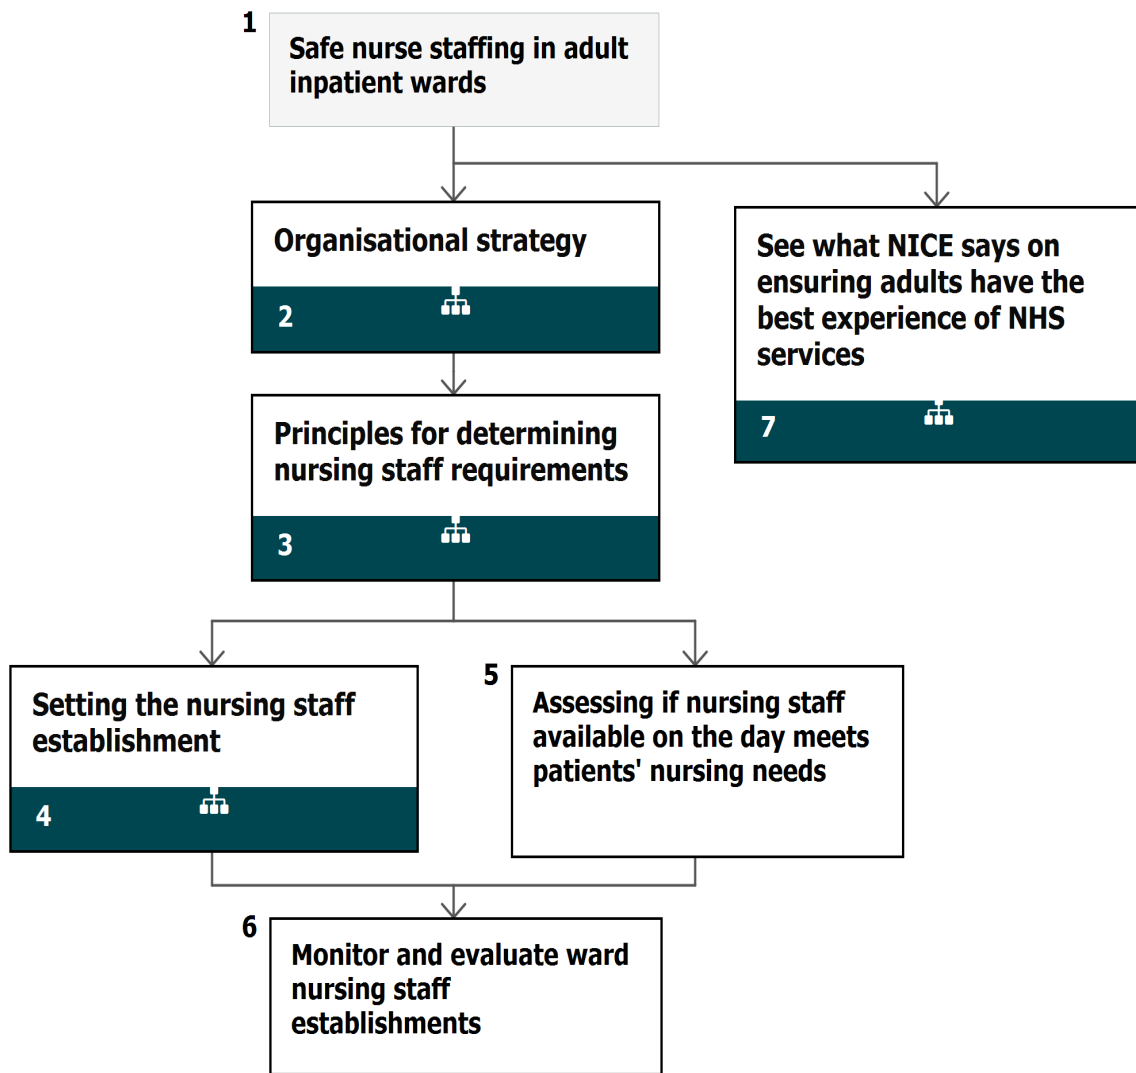 1
Safe nurse staffing in adult
inpatient wards
Organisational strategy
2
See what NICE says on
ensuring adults have the
best experience of NHS
services
7
Principles for determining
nursing staff requirements
3
Setting the nursing staff
establishment
4
5
Assessing if nursing staff
available on the day meets
patients' nursing needs
6
Monitor and evaluate ward
nursing staff
establishments